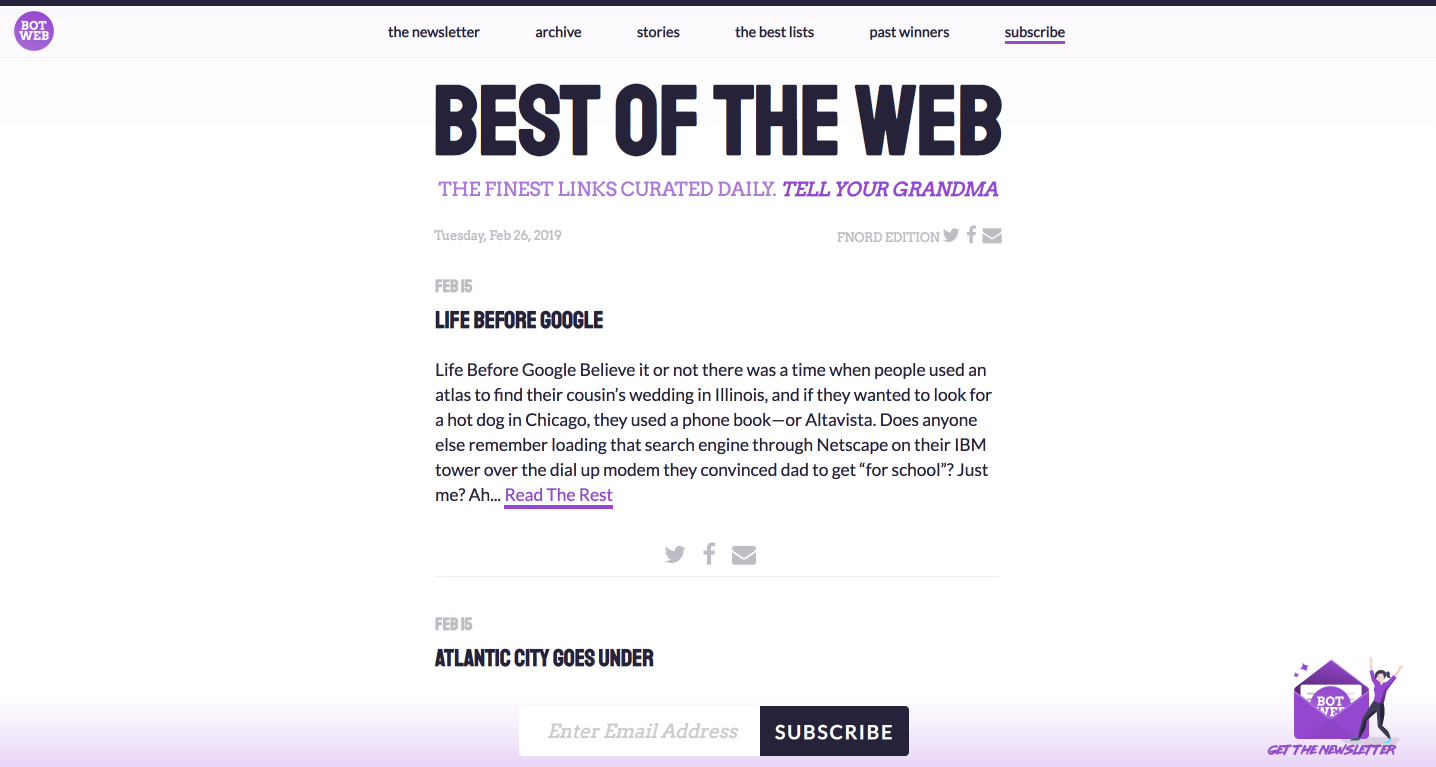 BOT
WEB
the newsletter archive stories the best lists past winners subscribe
BEST OF THE WEB
THE FINEST LINKS CURATED DAILY. TELL YOUR GRANDMA
Tuesday, Feb 26, 2019 FNORD EDITION
FEB 15
LIFE BEFORE GOOGLE
Life Before Google Believe it or not there was a time when people used an
atlas to find their cousin’s wedding in Illinois, and if they wanted to look for
a hot dog in Chicago, they used a phone book—or Altavista. Does anyone
else remember loading that search engine through Netscape on their IBM
tower over the dial up modem they convinced dad to get “for school”? Just
me? Ah... Read The Rest
FEB 15
ATLANTIC CITY GOES UNDER
Enter Email Address SUBSCRIBE
BOT
WEB
GET THE NEWSLETTER